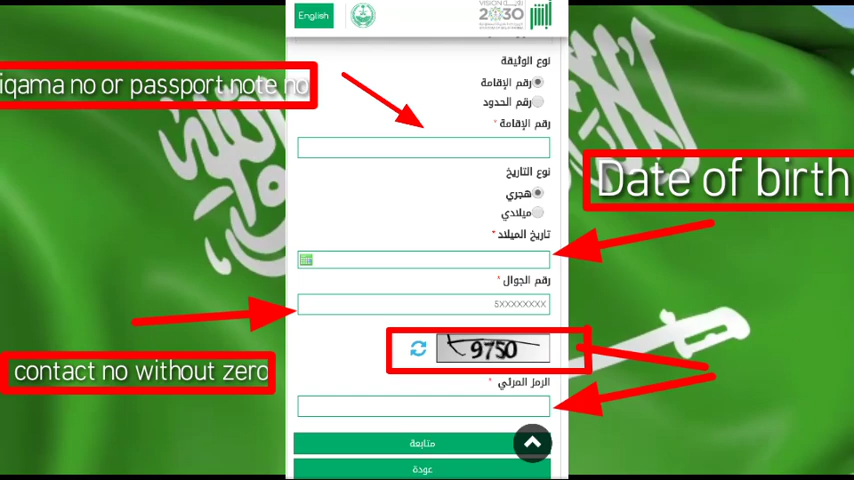 English
VISION رؤيـــة
2030
أبشر
نوع الوثيقة
رقم الإقامة
رقم الحدود
رقم الإقامة *
نوع التاريخ
هجري
ميلادي
تاريخ الميلاد *
رقم الجوال *
5XXXXXXXX
9750
الرمز المرئي *
متابعة
عودة
iqama no or passport note no
Date of birth
contact no without zero